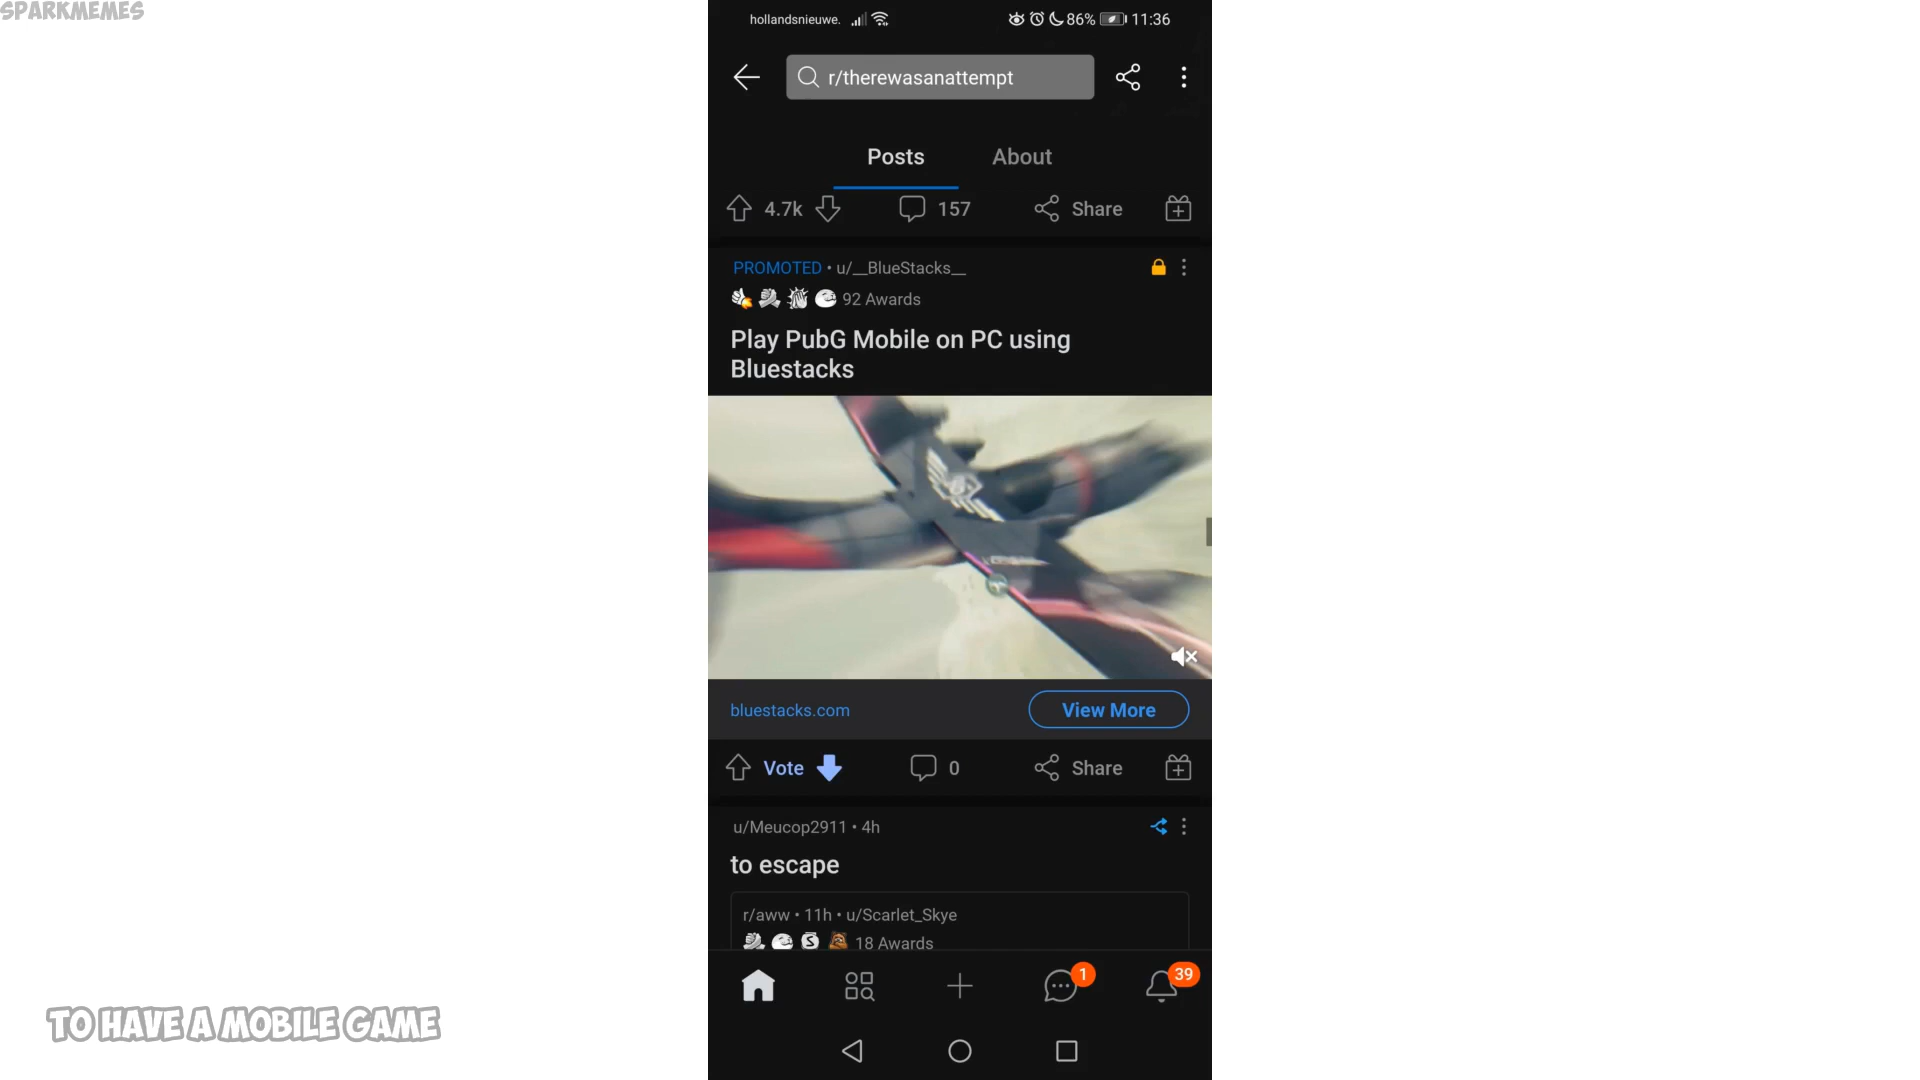 SPARKMEMES
hollandsnieuwe.
86% 11:36
r/therewasanattempt
Posts About
4.7k 157 Share
PROMOTED • u/__BlueStacks__
92 Awards
Play PubG Mobile on PC using
Bluestacks
bluestacks.com View More
Vote 0 Share
u/Meucop2911 • 4h
to escape
r/aww • 11h • u/Scarlet_Skye
S 18 Awards
1 39
TO HAVE A MOBILE GAME